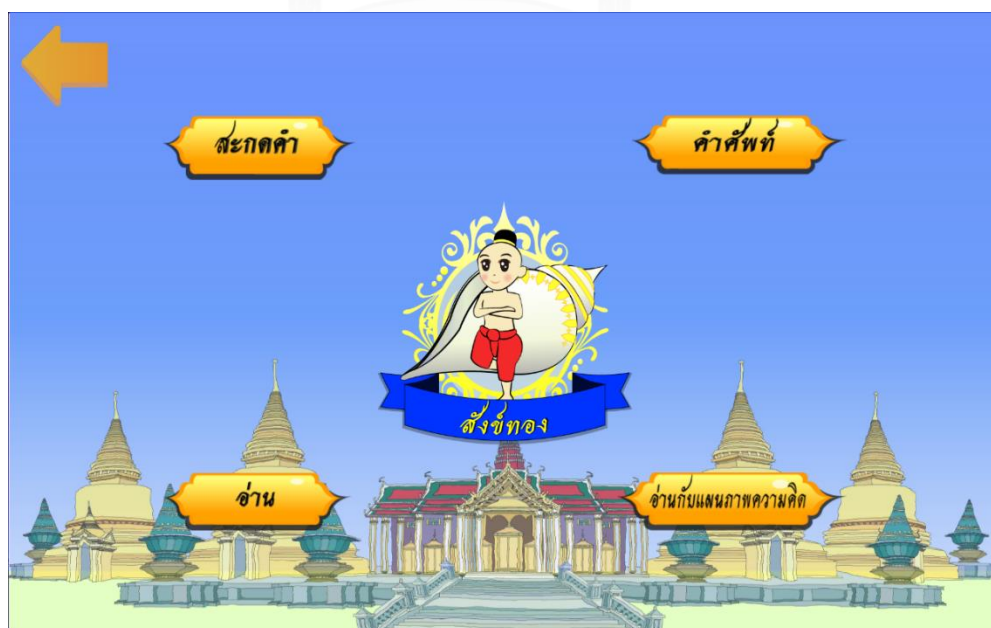 สะกดคำ
คำศัพท์
สังข์ทอง
อ่าน
อ่านกับแผนภาพความคิด